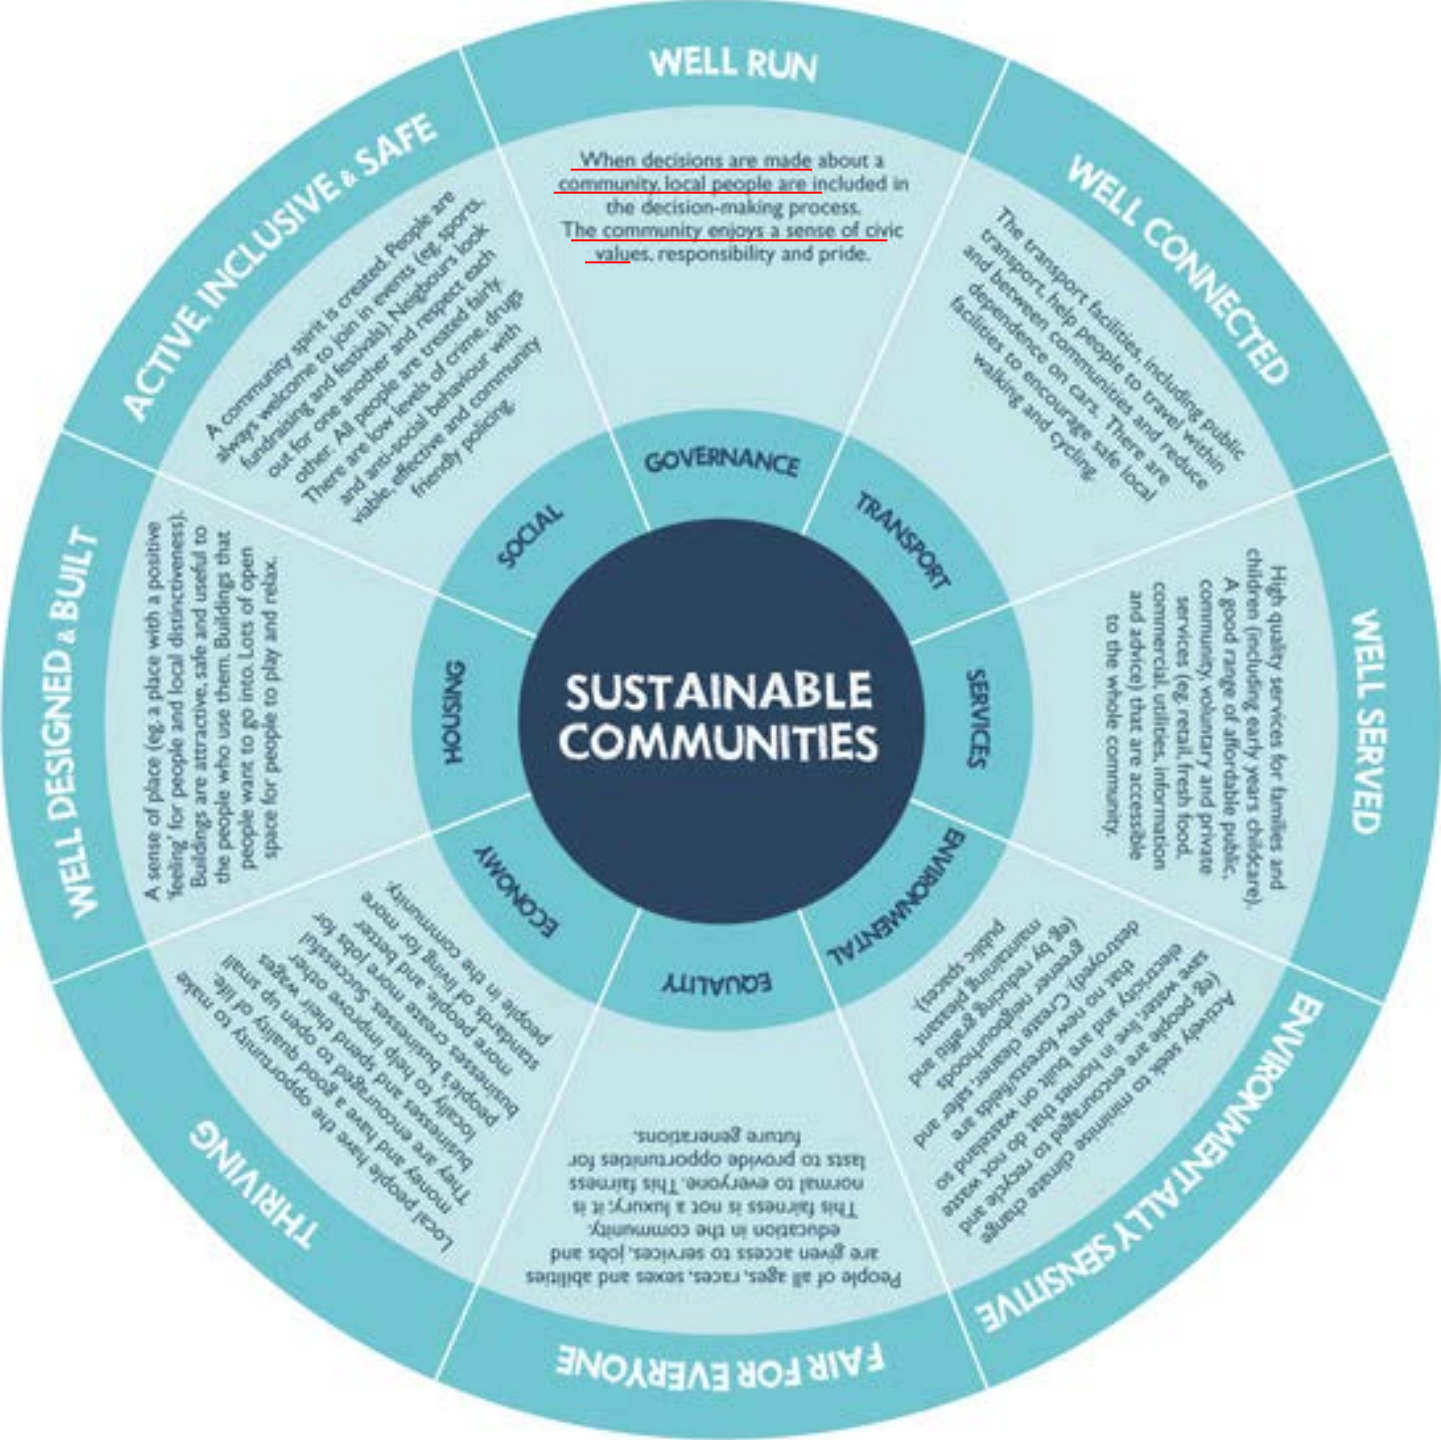 WELL RUN
When decisions are made about a
community, local people are included in
the decision-making process.
The community enjoys a sense of civic
values, responsibility and pride.
GOVERNANCE
WELL CONNECTED
The transport facilities, including public
transport, help people to travel within
and between communities and reduce
dependence on cars. There are
facilities to encourage safe local
walking and cycling.
TRANSPORT
WELL SERVED
High quality services for families and
children (including early years childcare).
A good range of affordable public,
community, voluntary and private
services (eg. retail, fresh food,
commercial, utilities, information
and advice) that are accessible
to the whole community.
SERVICES
ENVIRONMENTALLY SENSITIVE
Actively seek to minimise climate change
(eg. people are encouraged to recycle and
save water, live in homes that do not waste
electricity and are built on wasteland so
that no new forests/fields are
destroyed). Create cleaner, safer and
greener neigbourhoods
(eg. by reducing graffiti and
maintaining pleasant
public spaces).
ENVIRONMENTAL
FAIR FOR EVERYONE
People of all ages, races, sexes and abilities
are given access to services, jobs and
education in the community.
This fairness is not a luxury; it is
normal to everyone. This fairness
lasts to provide opportunities for
future generations.
EQUALITY
THRIVING
Local people have the opportunity to make
money and have a good quality of life.
They are encouraged to open up small
businesses and spend their wages
locally to help improve other
people's businesses. Successful
businesses create more jobs for
more people, and better
standards of living for more
people in the community.
ECONOMY
WELL DESIGNED & BUILT
A sense of place (eg. a place with a positive
'feeling' for people and local distinctiveness).
Buildings are attractive, safe and useful to
the people who use them. Buildings that
people want to go into. Lots of open
space for people to play and relax.
HOUSING
ACTIVE, INCLUSIVE & SAFE
A community spirit is created. People are
always welcome to join in events (eg. sports,
fundraising and festivals). Neigbours look
out for one another and respect each
other. All people are treated fairly.
There are low levels of crime, drugs
and anti-social behaviour with
viable, effective and community
friendly policing.
SOCIAL
SUSTAINABLE
COMMUNITIES